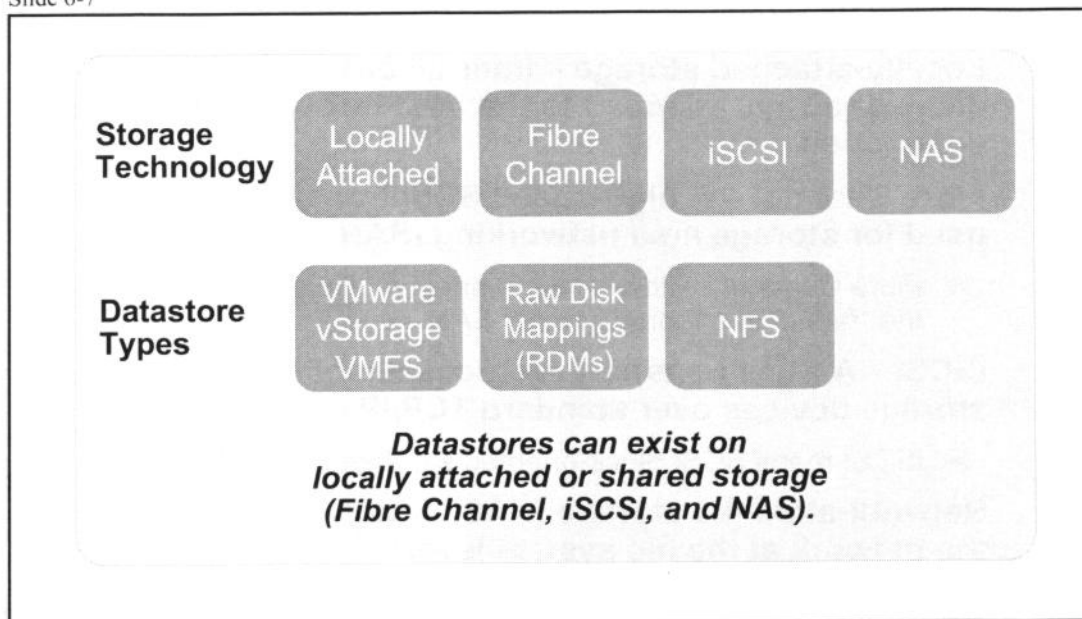 Slide 6-7
Storage Technology
Locally Attached
Fibre Channel
iSCSI
NAS
Datastore Types
VMware vStorage VMFS
Raw Disk Mappings (RDMs)
NFS
Datastores can exist on
locally attached or shared storage
(Fibre Channel, iSCSI, and NAS).